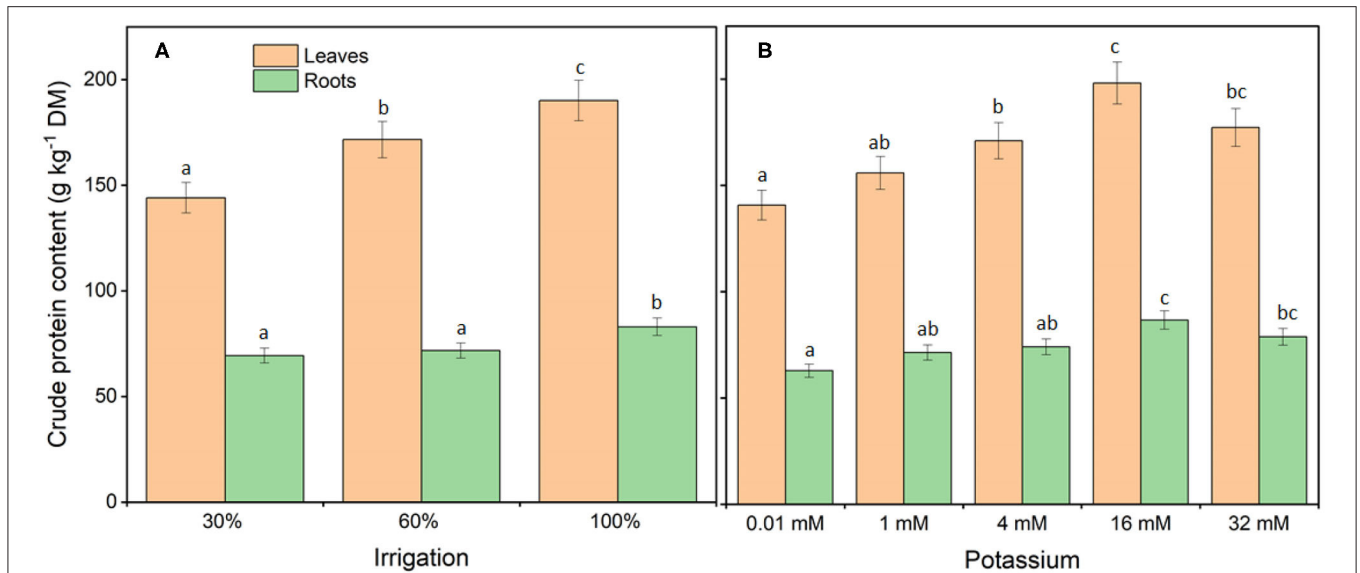 A
Leaves
Roots
Crude protein content (g kg⁻¹ DM)
200
150
100
50
0
a
a
b
a
c
b
30%
60%
100%
Irrigation
B
a
a
ab
ab
b
ab
c
c
bc
bc
0.01 mM
1 mM
4 mM
16 mM
32 mM
Potassium